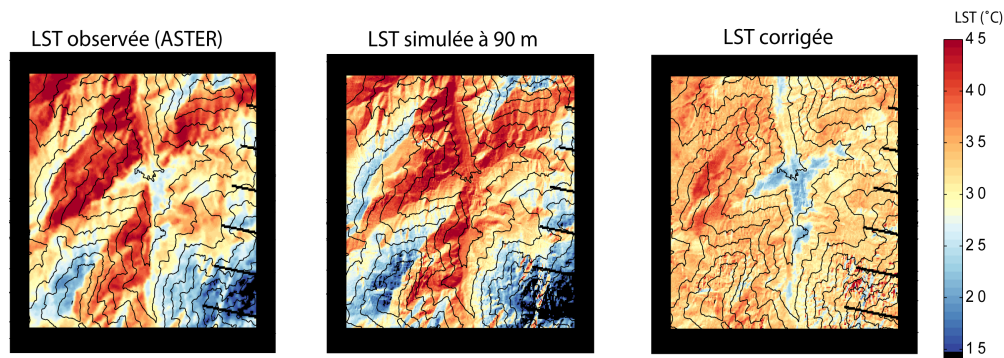 LST observée (ASTER)
LST simulée à 90 m
LST corrigée
LST (°C)
45
40
35
30
25
20
15